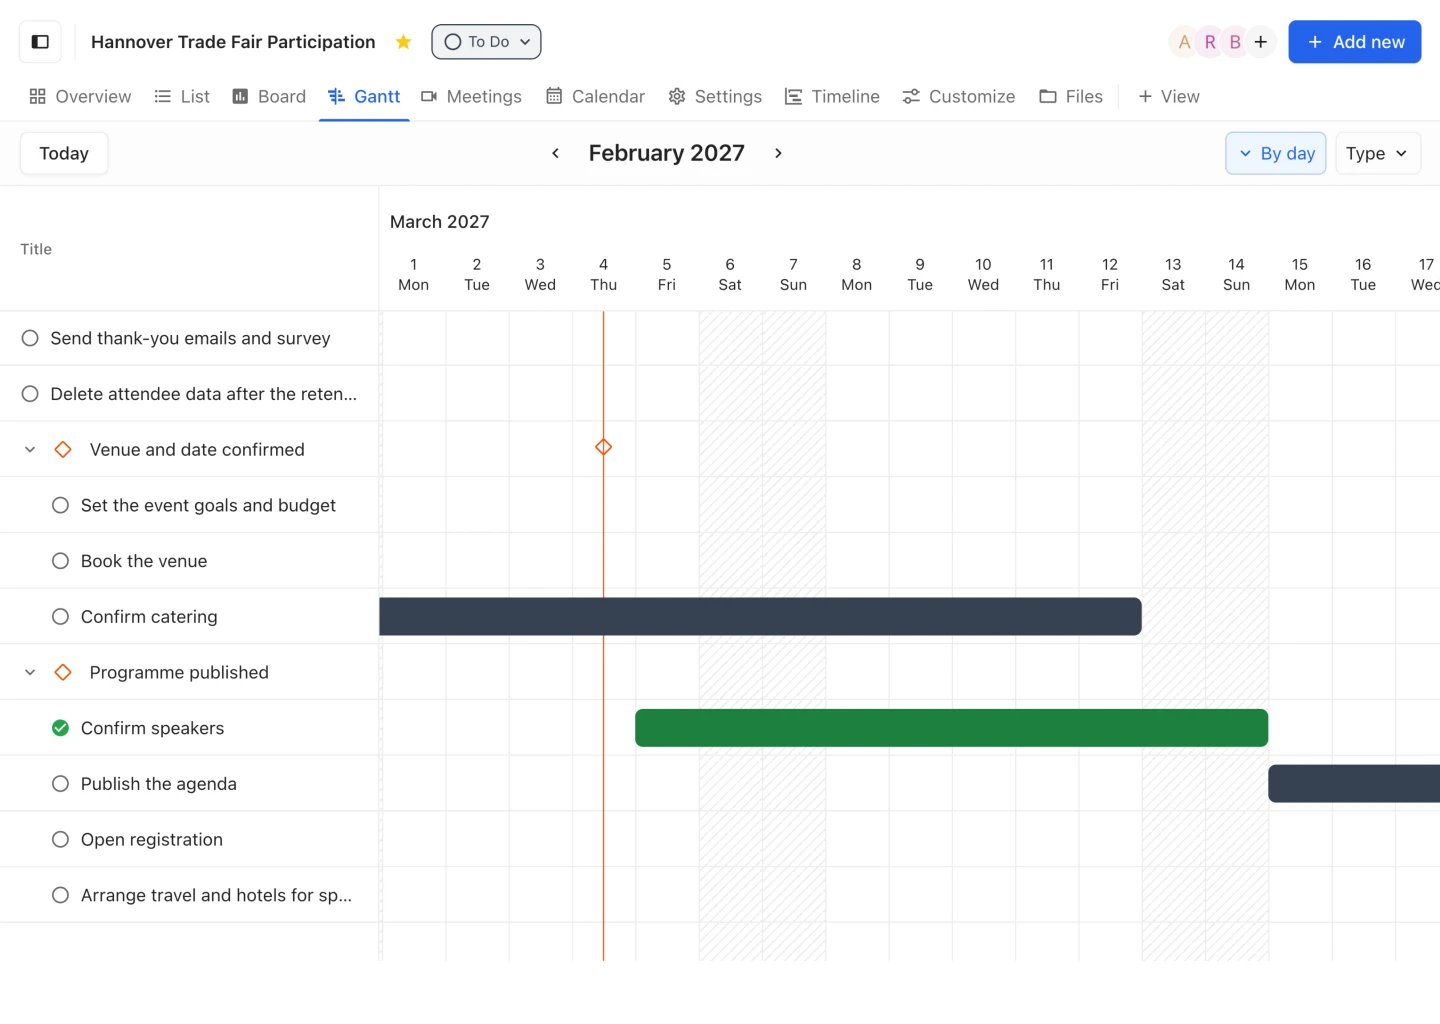 Hannover Trade Fair Participation
To Do
A R B +
+ Add new
Overview List Board Gantt Meetings Calendar Settings Timeline Customize Files + View
Today
< February 2027 >
By day
Type
Title
March 2027
1 2 3 4 5 6 7 8 9 10 11 12 13 14 15 16 17
Mon Tue Wed Thu Fri Sat Sun Mon Tue Wed Thu Fri Sat Sun Mon Tue Wed
Send thank-you emails and survey
Delete attendee data after the reten...
Venue and date confirmed
Set the event goals and budget
Book the venue
Confirm catering
Programme published
Confirm speakers
Publish the agenda
Open registration
Arrange travel and hotels for sp...